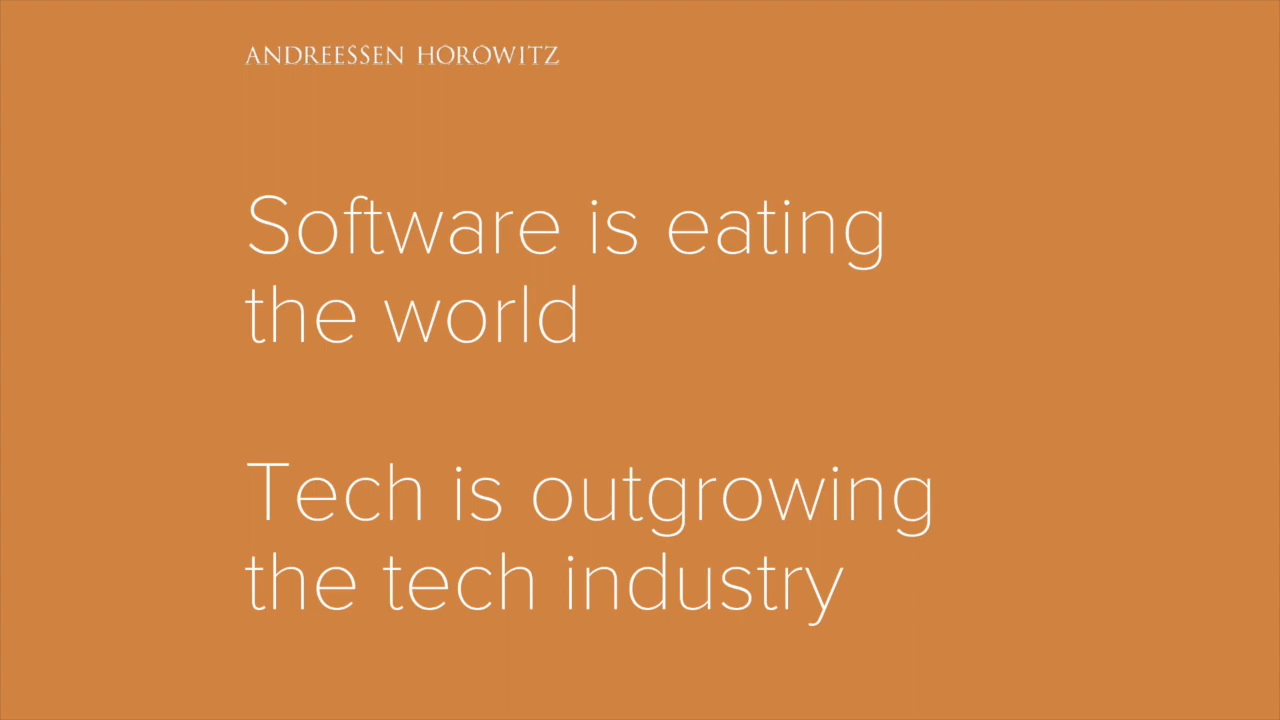 ANDREESSEN HOROWITZ
Software is eating
the world
Tech is outgrowing
the tech industry